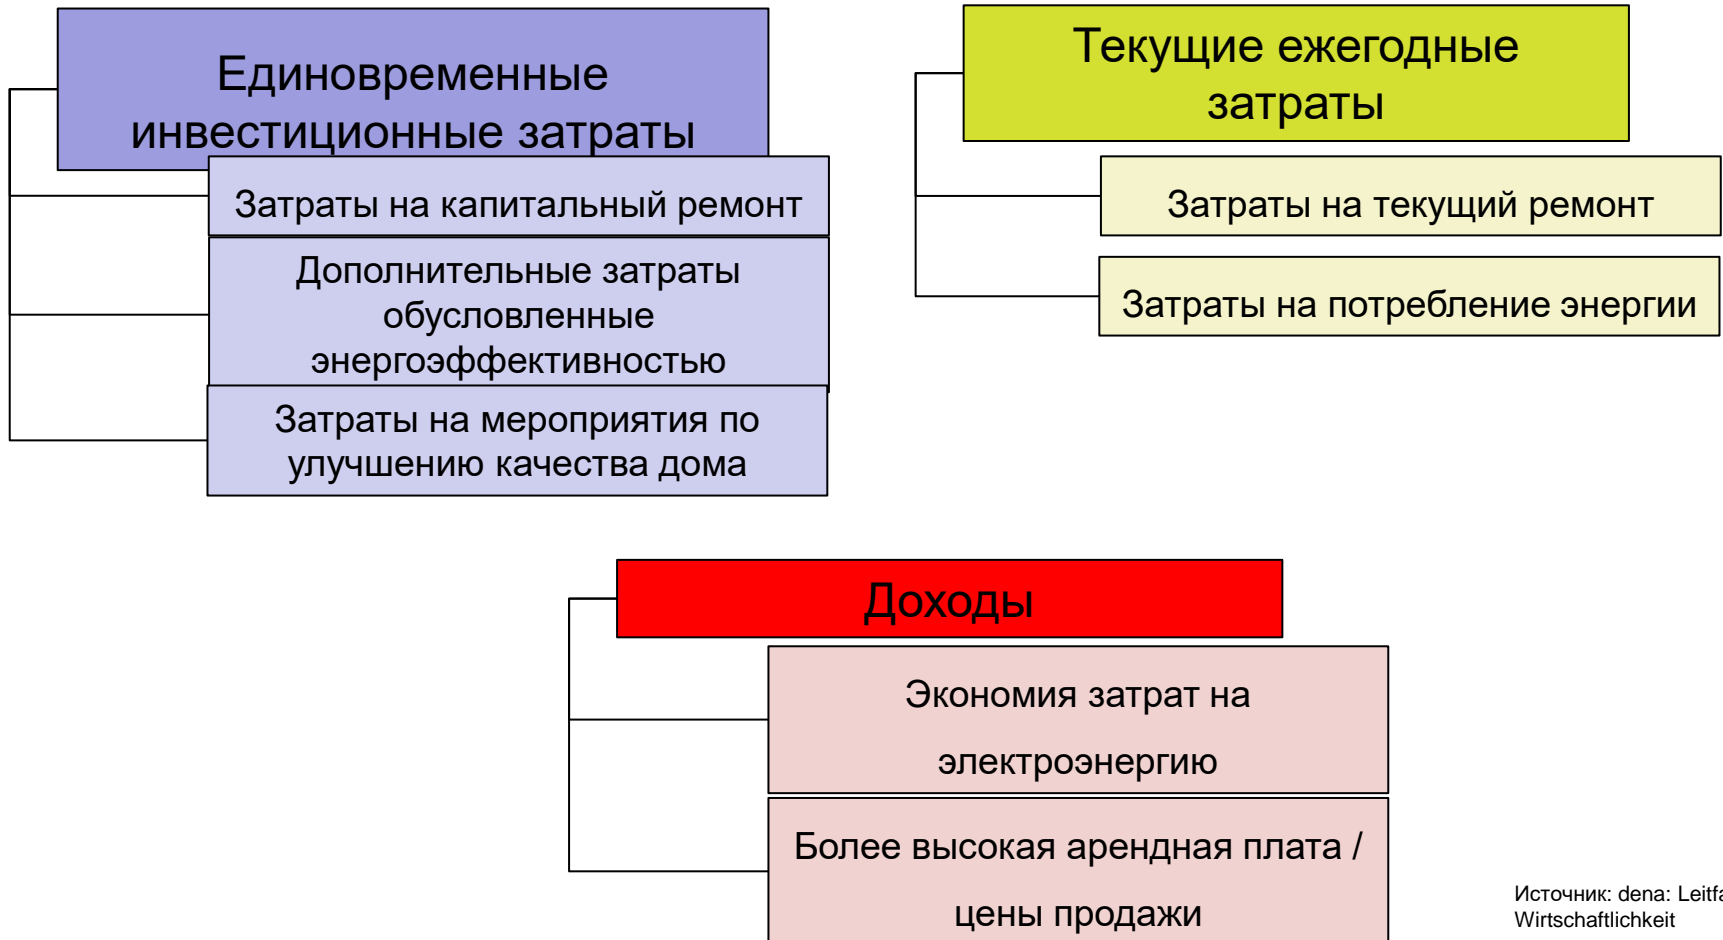 Единовременные
инвестиционные затраты
Затраты на капитальный ремонт
Дополнительные затраты
обусловленные
энергоэффективностью
Затраты на мероприятия по
улучшению качества дома
Текущие ежегодные
затраты
Затраты на текущий ремонт
Затраты на потребление энергии
Доходы
Экономия затрат на
электроэнергию
Более высокая арендная плата /
цены продажи
Источник: dena: Leitfa
Wirtschaftlichkeit